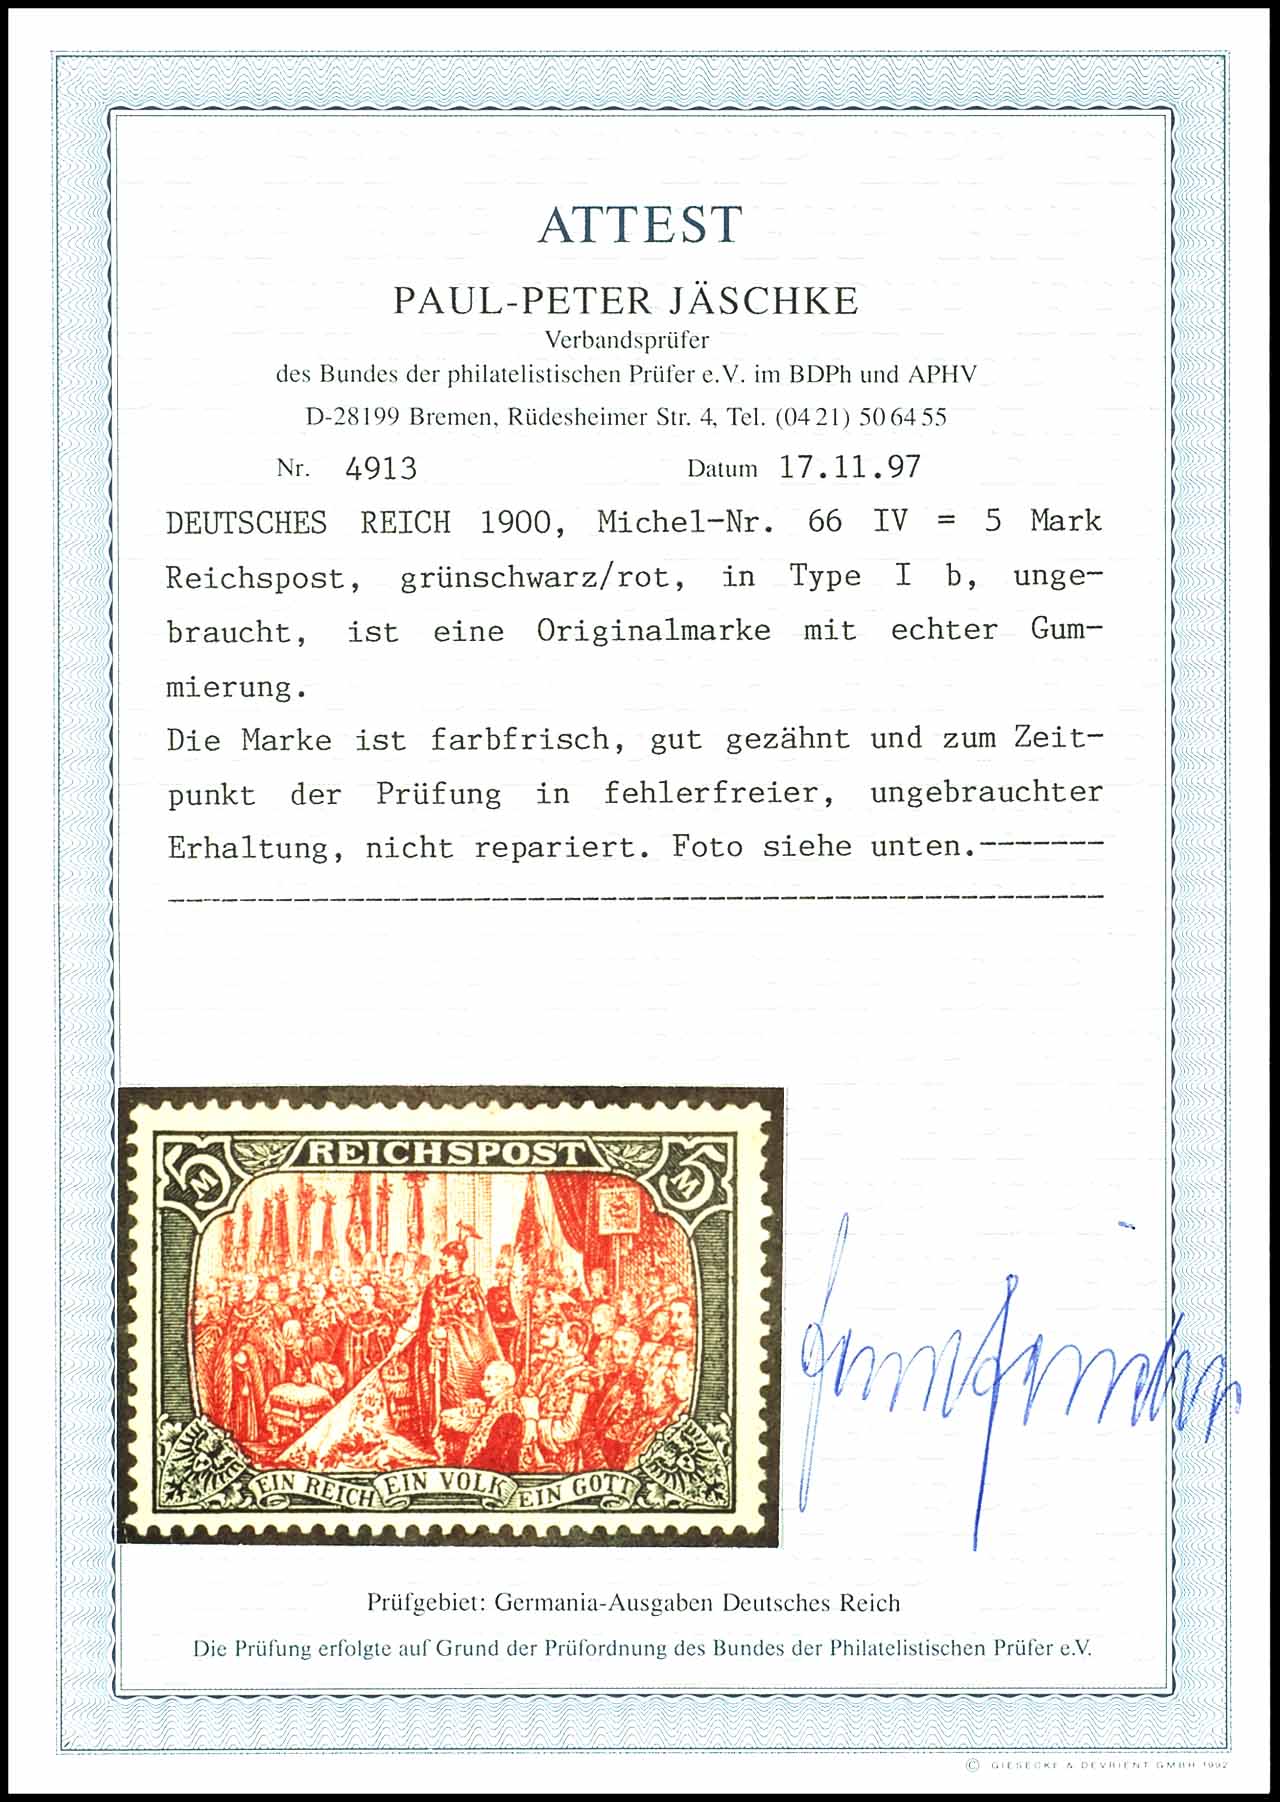 ATTEST
PAUL-PETER JÄSCHKE
Verbandsprüfer
des Bundes der philatelistischen Prüfer e.V. im BDPh und APHV
D-28199 Bremen, Rüdesheimer Str. 4, Tel. (04 21) 50 64 55
Nr. 4913 Datum 17.11.97
DEUTSCHES REICH 1900, Michel-Nr. 66 IV = 5 Mark
Reichspost, grünschwarz/rot, in Type I b, unge-
braucht, ist eine Originalmarke mit echter Gum-
mierung.
Die Marke ist farbfrisch, gut gezähnt und zum Zeit-
punkt der Prüfung in fehlerfreier, ungebrauchter
Erhaltung, nicht repariert. Foto siehe unten.-------
5 M REICHSPOST 5 M
EIN REICH EIN VOLK EIN GOTT
Prüfgebiet: Germania-Ausgaben Deutsches Reich
Die Prüfung erfolgte auf Grund der Prüfordnung des Bundes der Philatelistischen Prüfer e.V.
© GIESECKE & DEVRIENT GMBH 1992